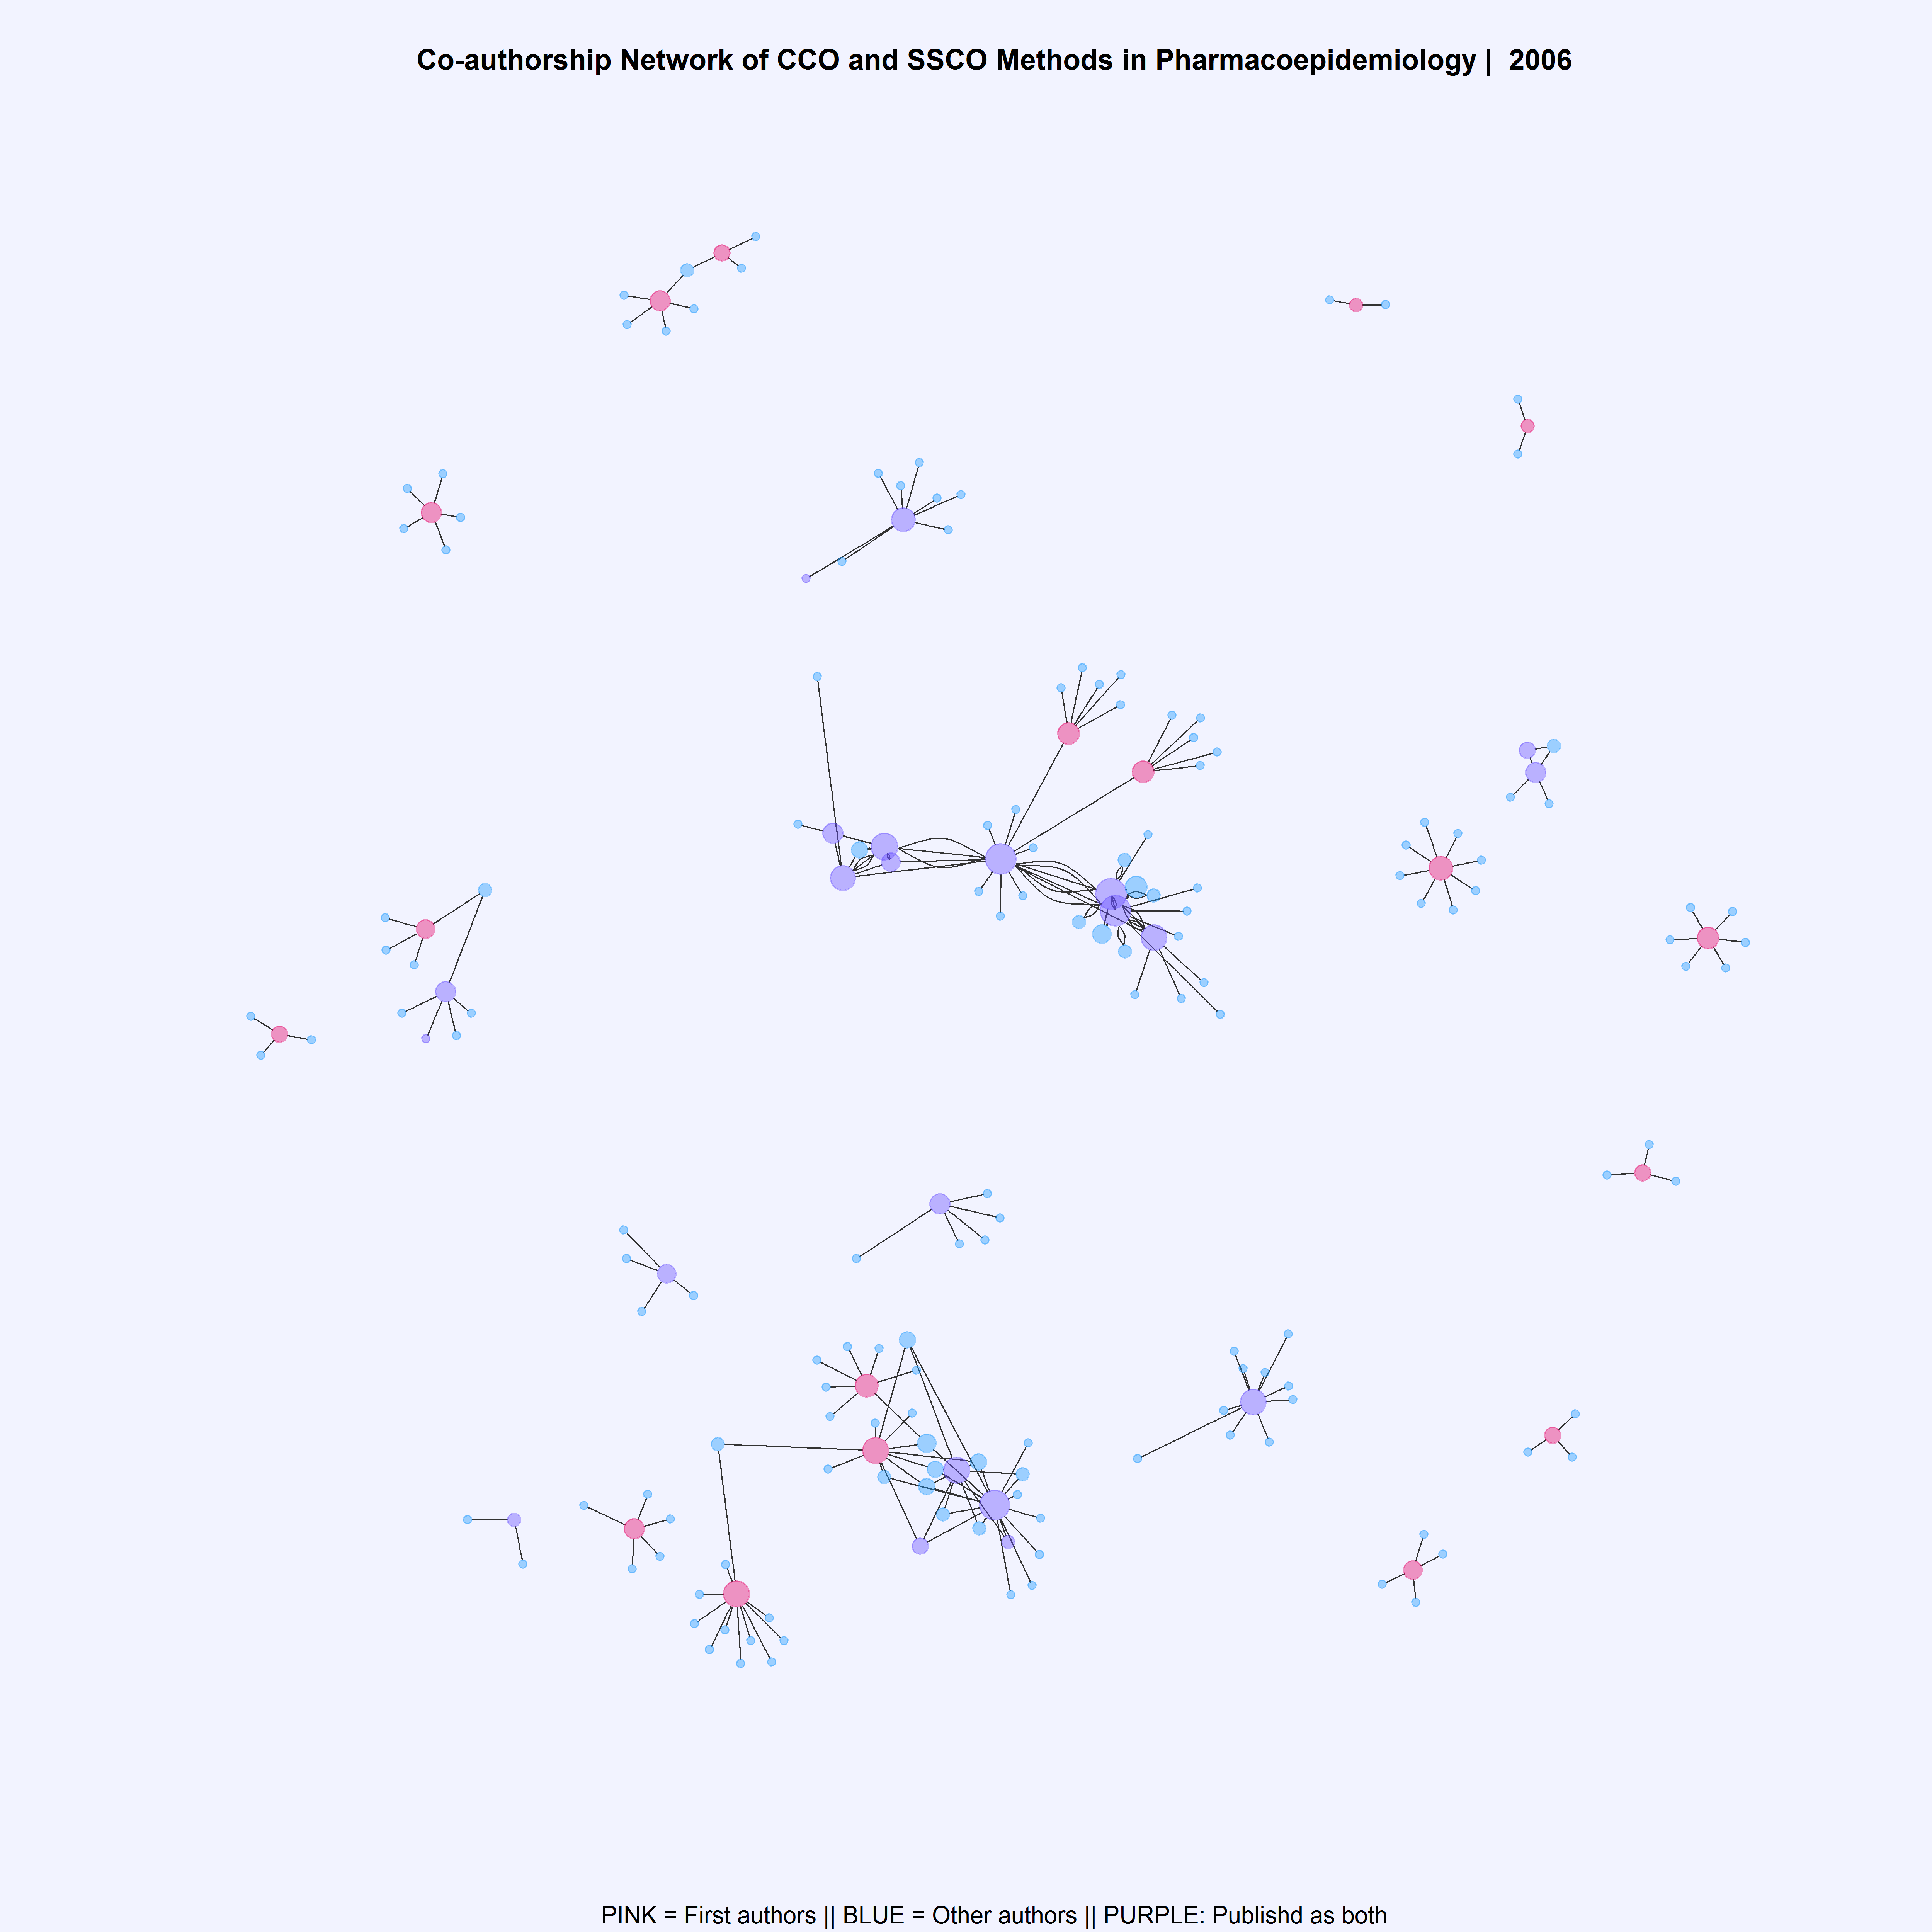 Co-authorship Network of CCO and SSCO Methods in Pharmacoepidemiology | 2006
PINK = First authors || BLUE = Other authors || PURPLE: Publishd as both